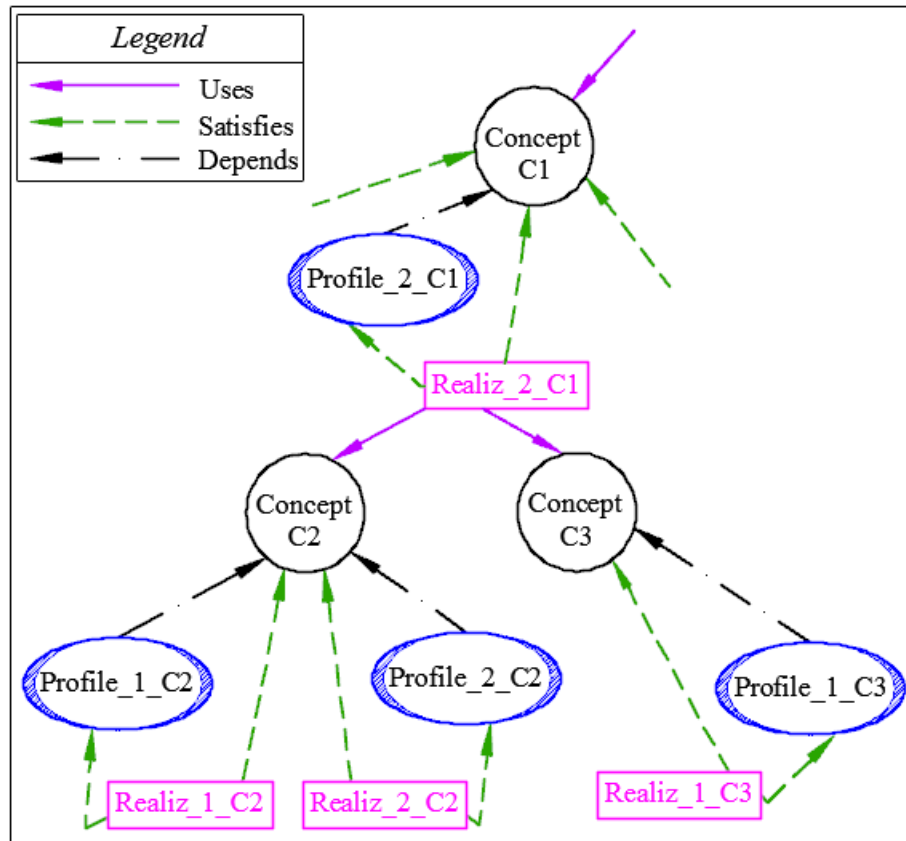 Legend
Uses
Satisfies
Depends
Concept
C1
Profile_2_C1
Realiz_2_C1
Concept
C2
Concept
C3
Profile_1_C2
Profile_2_C2
Profile_1_C3
Realiz_1_C2
Realiz_2_C2
Realiz_1_C3